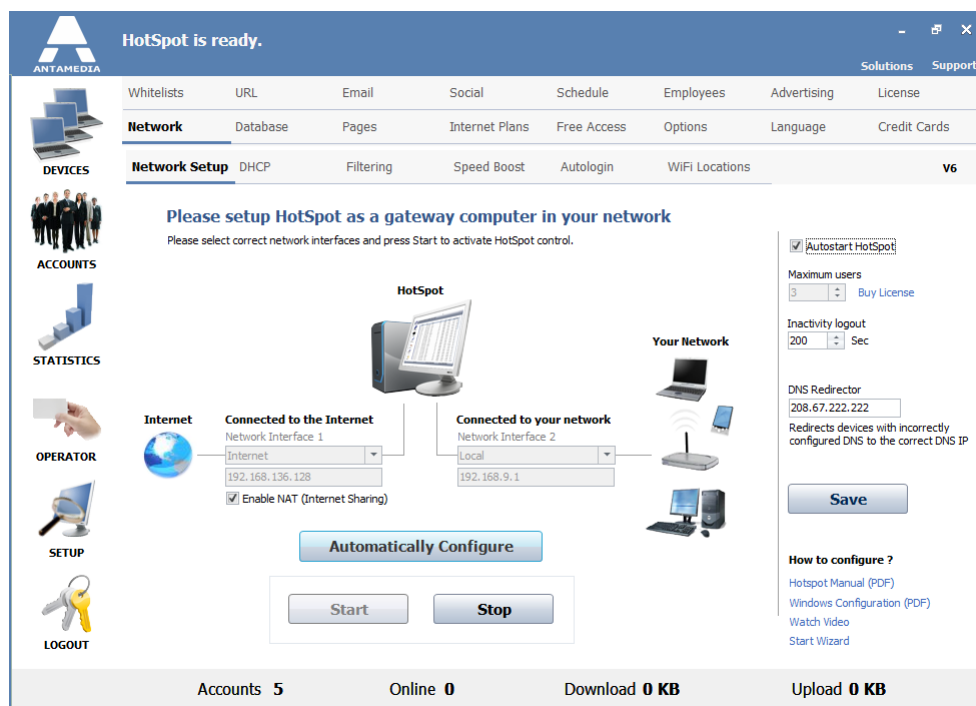 HotSpot is ready.
ANTAMEDIA
Solutions Support
Whitelists URL Email Social Schedule Employees Advertising License
Network Database Pages Internet Plans Free Access Options Language Credit Cards
Network Setup DHCP Filtering Speed Boost Autologin WiFi Locations V6
DEVICES
ACCOUNTS
STATISTICS
OPERATOR
SETUP
LOGOUT
Please setup HotSpot as a gateway computer in your network
Please select correct network interfaces and press Start to activate HotSpot control.
HotSpot
Your Network
Internet
Connected to the Internet
Network Interface 1
Internet
192.168.136.128
Enable NAT (Internet Sharing)
Connected to your network
Network Interface 2
Local
192.168.9.1
Automatically Configure
Start Stop
Autostart HotSpot
Maximum users
3 Buy License
Inactivity logout
200 Sec
DNS Redirector
208.67.222.222
Redirects devices with incorrectly
configured DNS to the correct DNS IP
Save
How to configure ?
Hotspot Manual (PDF)
Windows Configuration (PDF)
Watch Video
Start Wizard
Accounts 5 Online 0 Download 0 KB Upload 0 KB